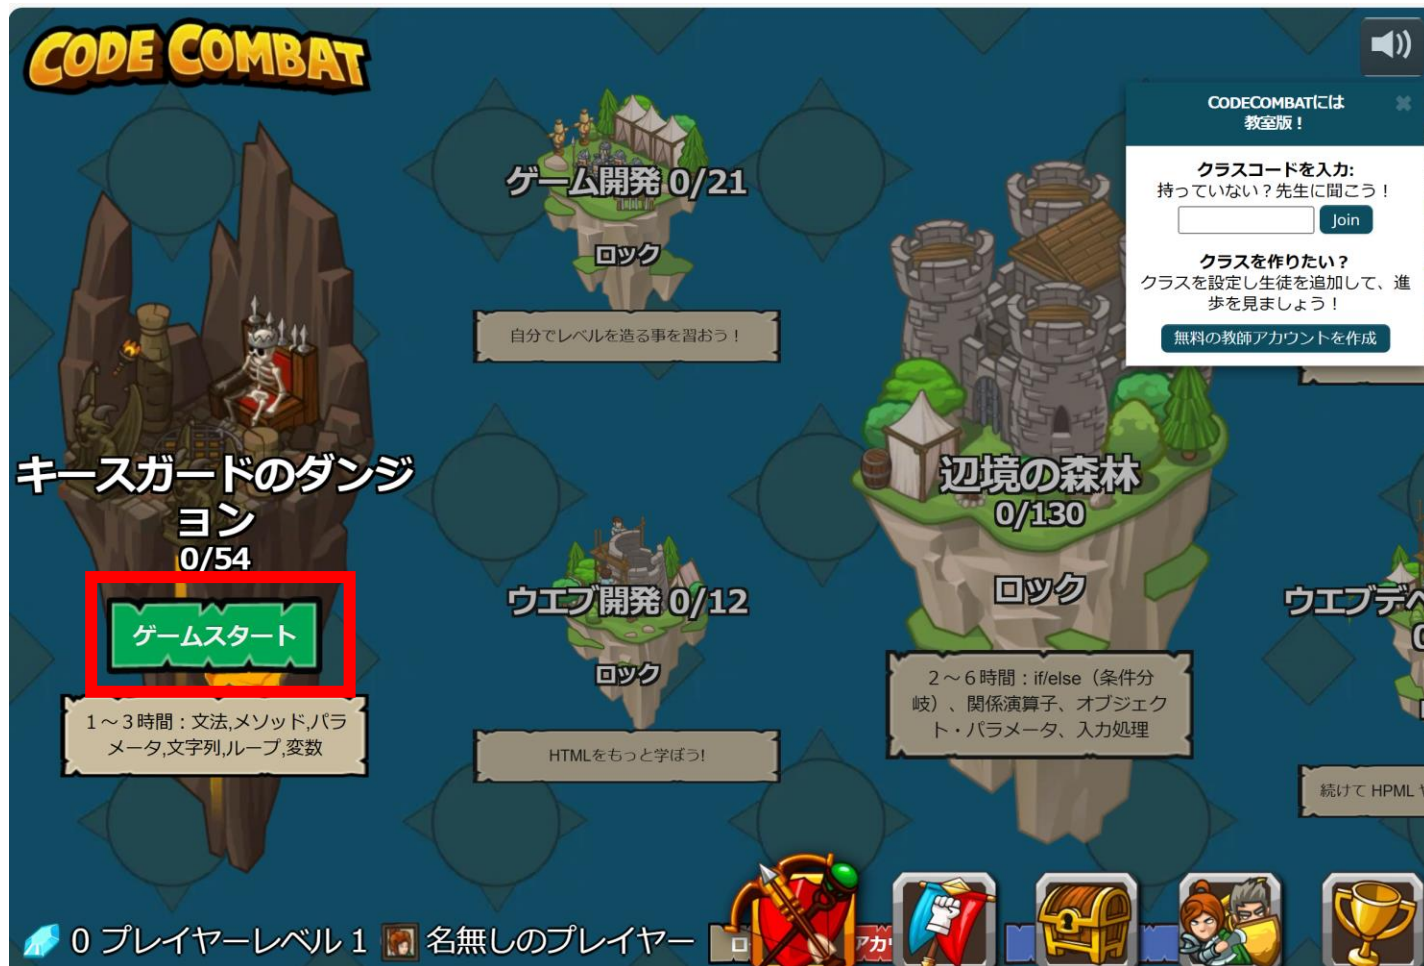 CODE COMBAT
CODECOMBATには
教室版！
クラスコードを入力:
持っていない？先生に聞こう！
Join
クラスを作りたい？
クラスを設定し生徒を追加して、進
歩を見ましょう！
無料の教師アカウントを作成
ゲーム開発 0/21
ロック
自分でレベルを造る事を習おう！
キースガードのダンジ
ョン
0/54
ゲームスタート
1～3時間：文法,メソッド,パラ
メータ,文字列,ループ,変数
ウエブ開発 0/12
ロック
HTMLをもっと学ぼう!
辺境の森林
0/130
ロック
2～6時間：if/else（条件分
岐）、関係演算子、オブジェク
ト・パラメータ、入力処理
ウエブデベ
続けて HPML
0 プレイヤーレベル 1 名無しのプレイヤー